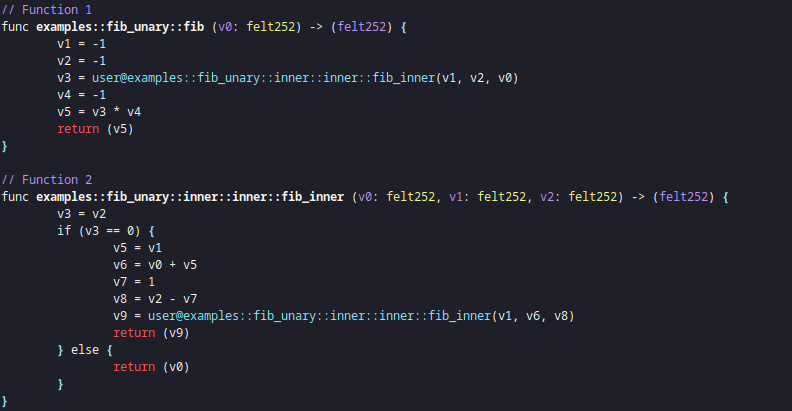 // Function 1
func examples::fib_unary::fib (v0: felt252) -> (felt252) {
v1 = -1
v2 = -1
v3 = user@examples::fib_unary::inner::inner::fib_inner(v1, v2, v0)
v4 = -1
v5 = v3 * v4
return (v5)
}
// Function 2
func examples::fib_unary::inner::inner::fib_inner (v0: felt252, v1: felt252, v2: felt252) -> (felt252) {
v3 = v2
if (v3 == 0) {
v5 = v1
v6 = v0 + v5
v7 = 1
v8 = v2 - v7
v9 = user@examples::fib_unary::inner::inner::fib_inner(v1, v6, v8)
return (v9)
} else {
return (v0)
}
}